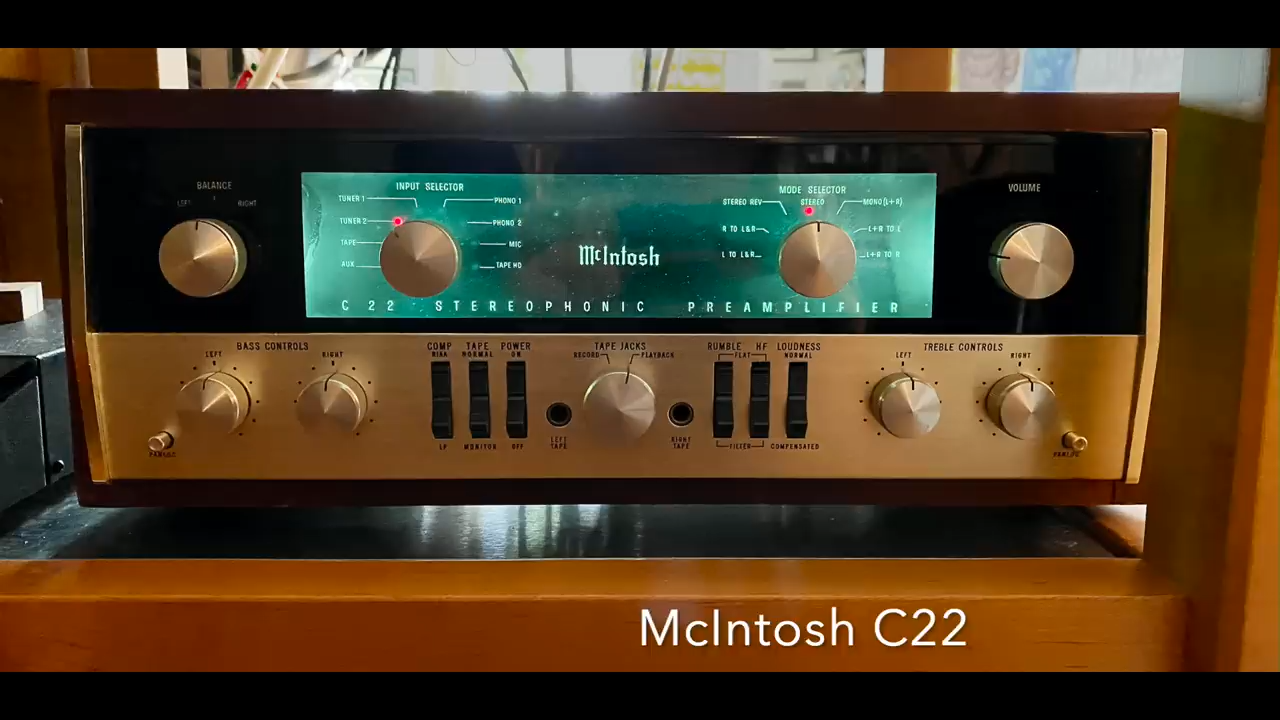 BALANCE
LEFT RIGHT
INPUT SELECTOR
TUNER 1
TUNER 2
TAPE
AUX
PHONO 1
PHONO 2
MIC
TAPE HD
McIntosh
MODE SELECTOR
STEREO REV
STEREO
MONO (L+R)
R TO L&R
L+R TO L
L TO L&R
L+R TO R
C 22 STEREOPHONIC PREAMPLIFIER
VOLUME
BASS CONTROLS
LEFT
RIGHT
COMP
RIAA
LP
TAPE
NORMAL
MONITOR
POWER
ON
OFF
TAPE JACKS
RECORD
PLAYBACK
LEFT
TAPE
RIGHT
TAPE
RUMBLE HF
FLAT
FILTER
LOUDNESS
NORMAL
COMPENSATED
TREBLE CONTROLS
LEFT
RIGHT
McIntosh C22